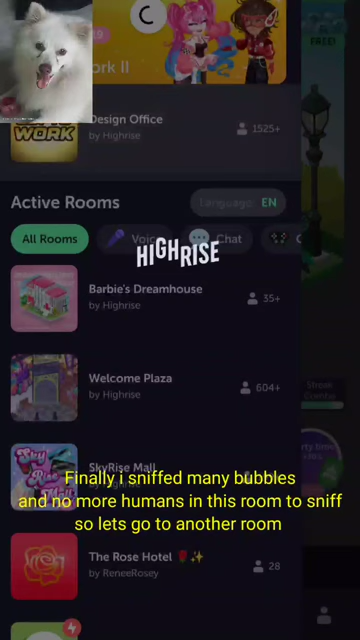 C
19
ork II
WORK
Design Office
by Highrise
1525+
FREE!
Active Rooms
Language EN
All Rooms
Voice
Chat
HIGHRISE
Barbie's Dreamhouse
by Highrise
35+
Welcome Plaza
by Highrise
604+
SkyRise Mall
Finally i sniffed many bubbles
and no more humans in this room to sniff
so lets go to another room
The Rose Hotel 🌹✨
by ReneeRosey
28